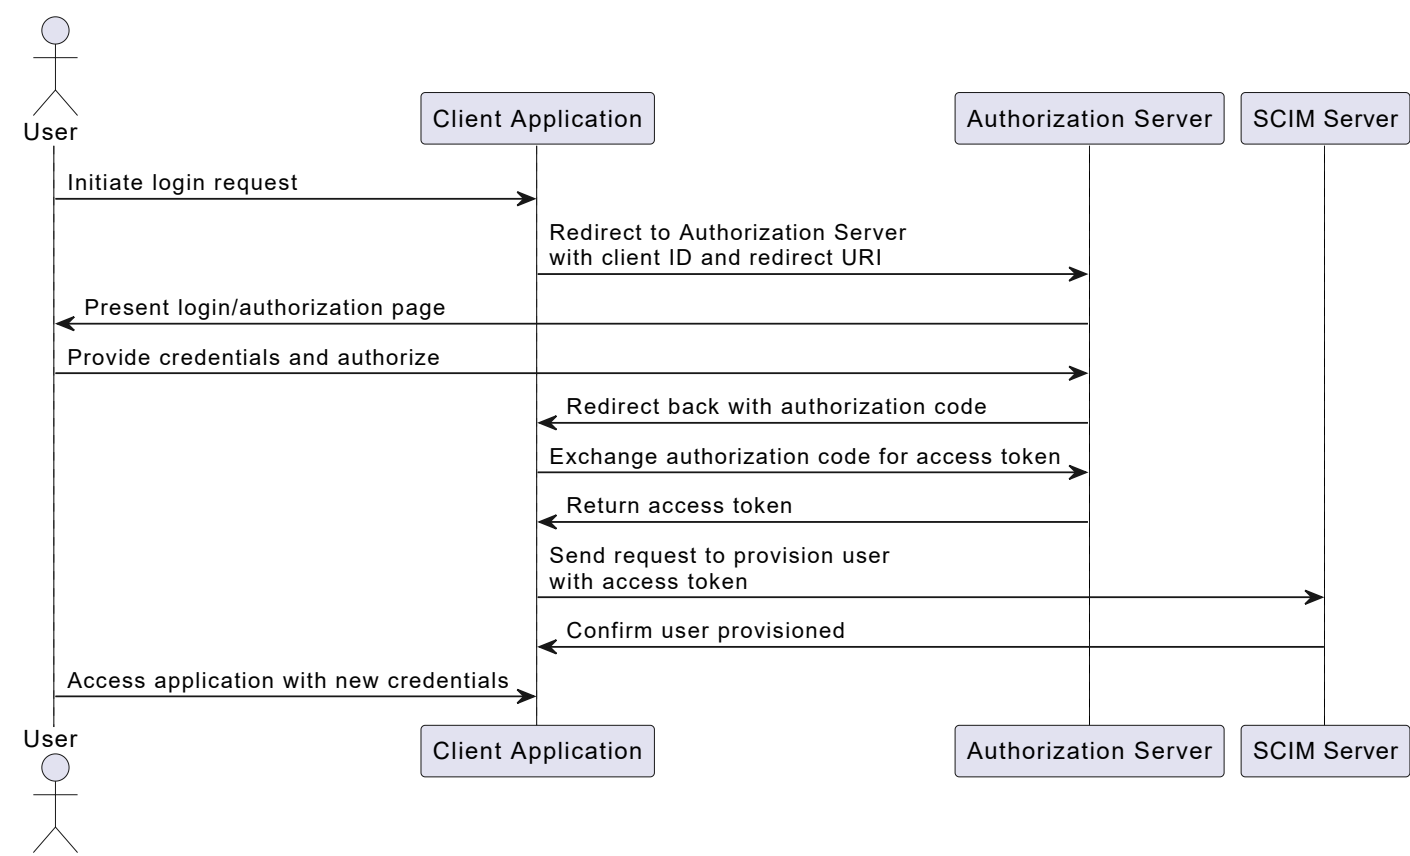 User
Client Application
Authorization Server
SCIM Server
Initiate login request
Redirect to Authorization Server
with client ID and redirect URI
Present login/authorization page
Provide credentials and authorize
Redirect back with authorization code
Exchange authorization code for access token
Return access token
Send request to provision user
with access token
Confirm user provisioned
Access application with new credentials
User
Client Application
Authorization Server
SCIM Server